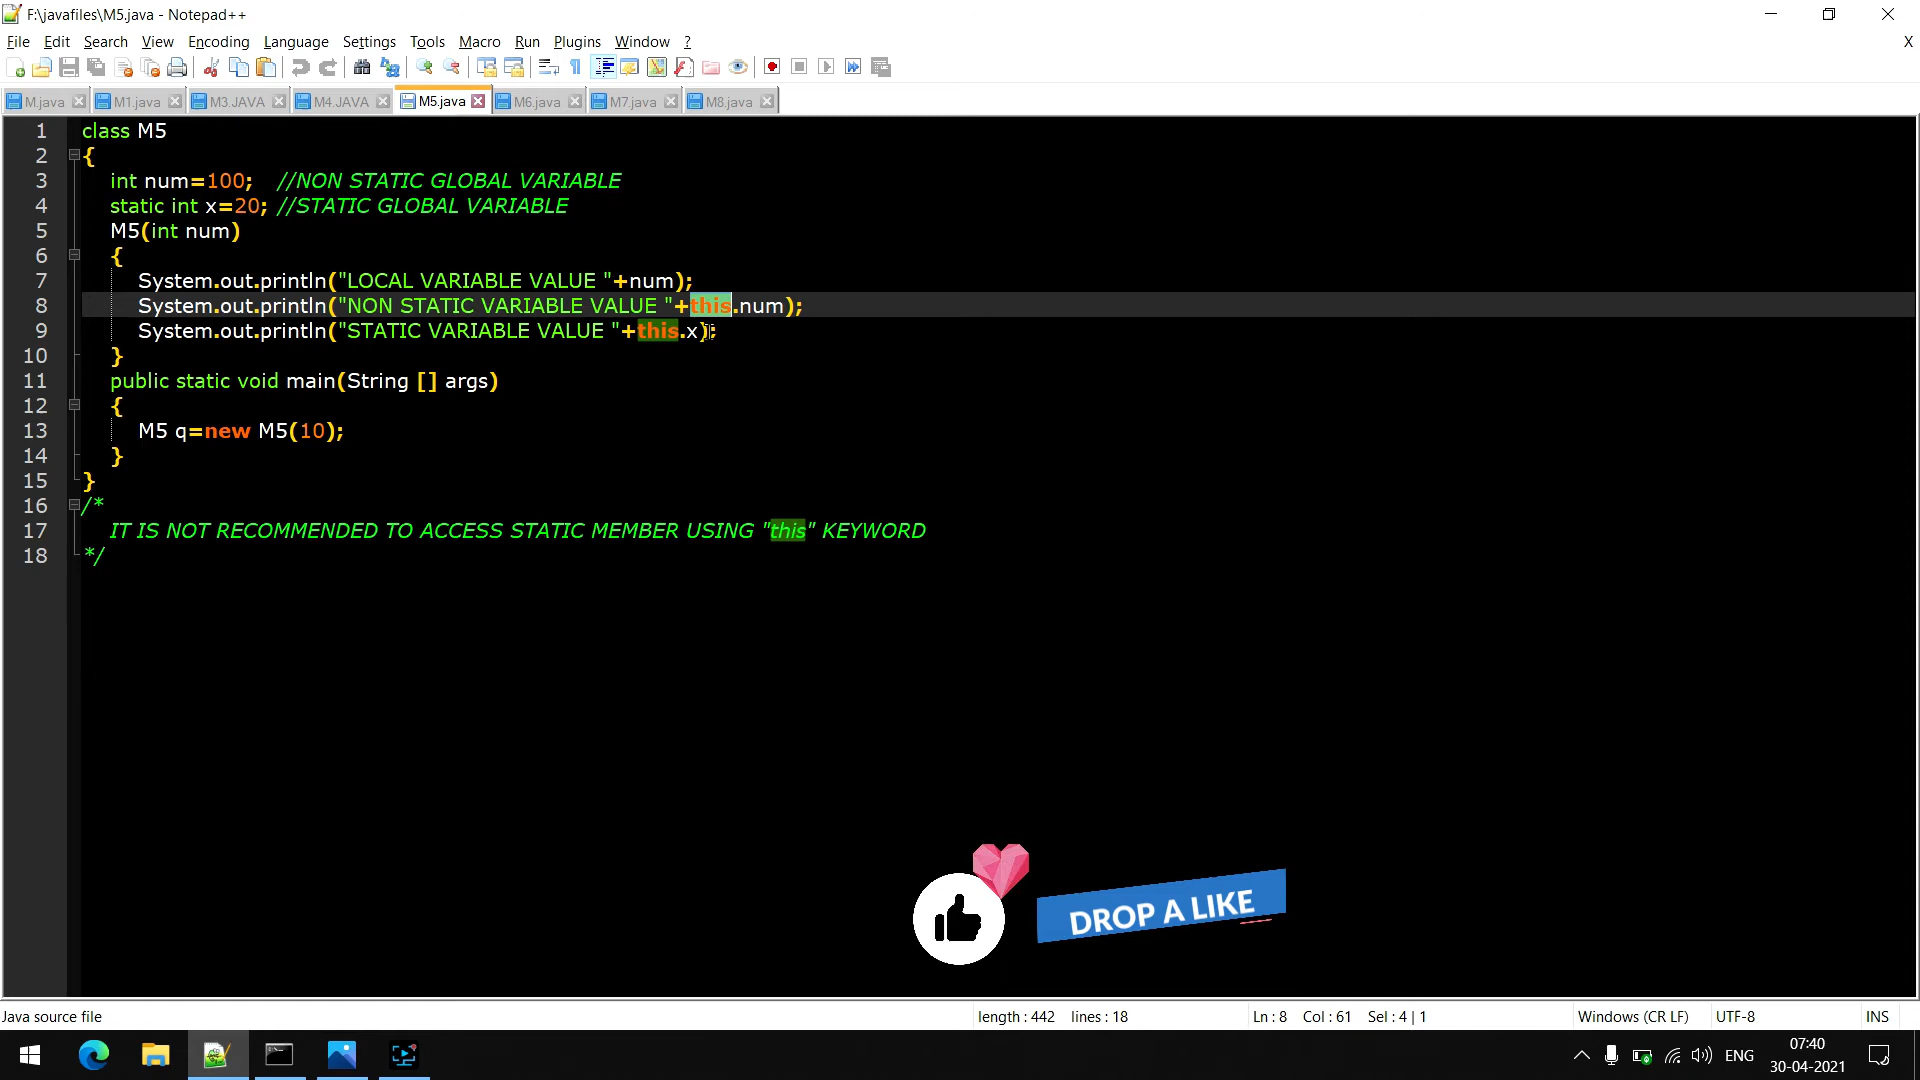 F:\javafiles\M5.java - Notepad++
File Edit Search View Encoding Language Settings Tools Macro Run Plugins Window ? X
M.java M1.java M3.JAVA M4.JAVA M5.java M6.java M7.java M8.java
1 class M5
2 {
3 int num=100; //NON STATIC GLOBAL VARIABLE
4 static int x=20; //STATIC GLOBAL VARIABLE
5 M5(int num)
6 {
7 System.out.println("LOCAL VARIABLE VALUE "+num);
8 System.out.println("NON STATIC VARIABLE VALUE "+this.num);
9 System.out.println("STATIC VARIABLE VALUE "+this.x);
10 }
11 public static void main(String [] args)
12 {
13 M5 q=new M5(10);
14 }
15 }
16 /*
17 IT IS NOT RECOMMENDED TO ACCESS STATIC MEMBER USING "this" KEYWORD
18 */
DROP A LIKE
Java source file length : 442 lines : 18 Ln : 8 Col : 61 Sel : 4 | 1 Windows (CR LF) UTF-8 INS
ENG 07:40
30-04-2021